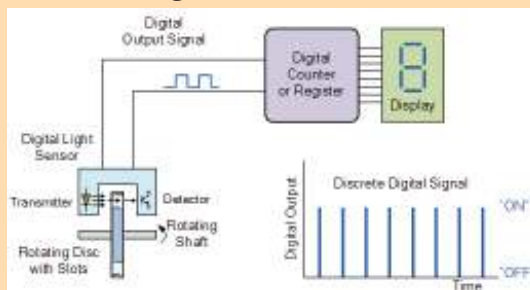 Digital
Output Signal
Digital
Counter
or Register
Display
Digital Light
Sensor
Transmitter
Detector
Rotating
Shaft
Rotating Disc
with Slots
Discrete Digital Signal
Digital Output
"ON"
"OFF
Time